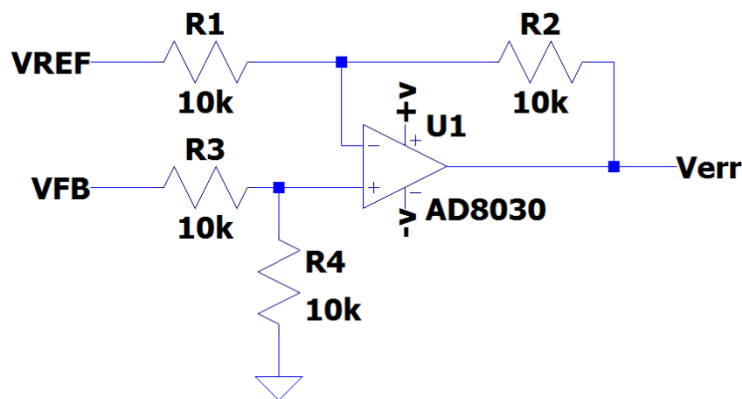 R1
R2
VREF
10k
10k
+v
U1
R3
VFB
Verr
10k
-v
AD8030
R4
10k